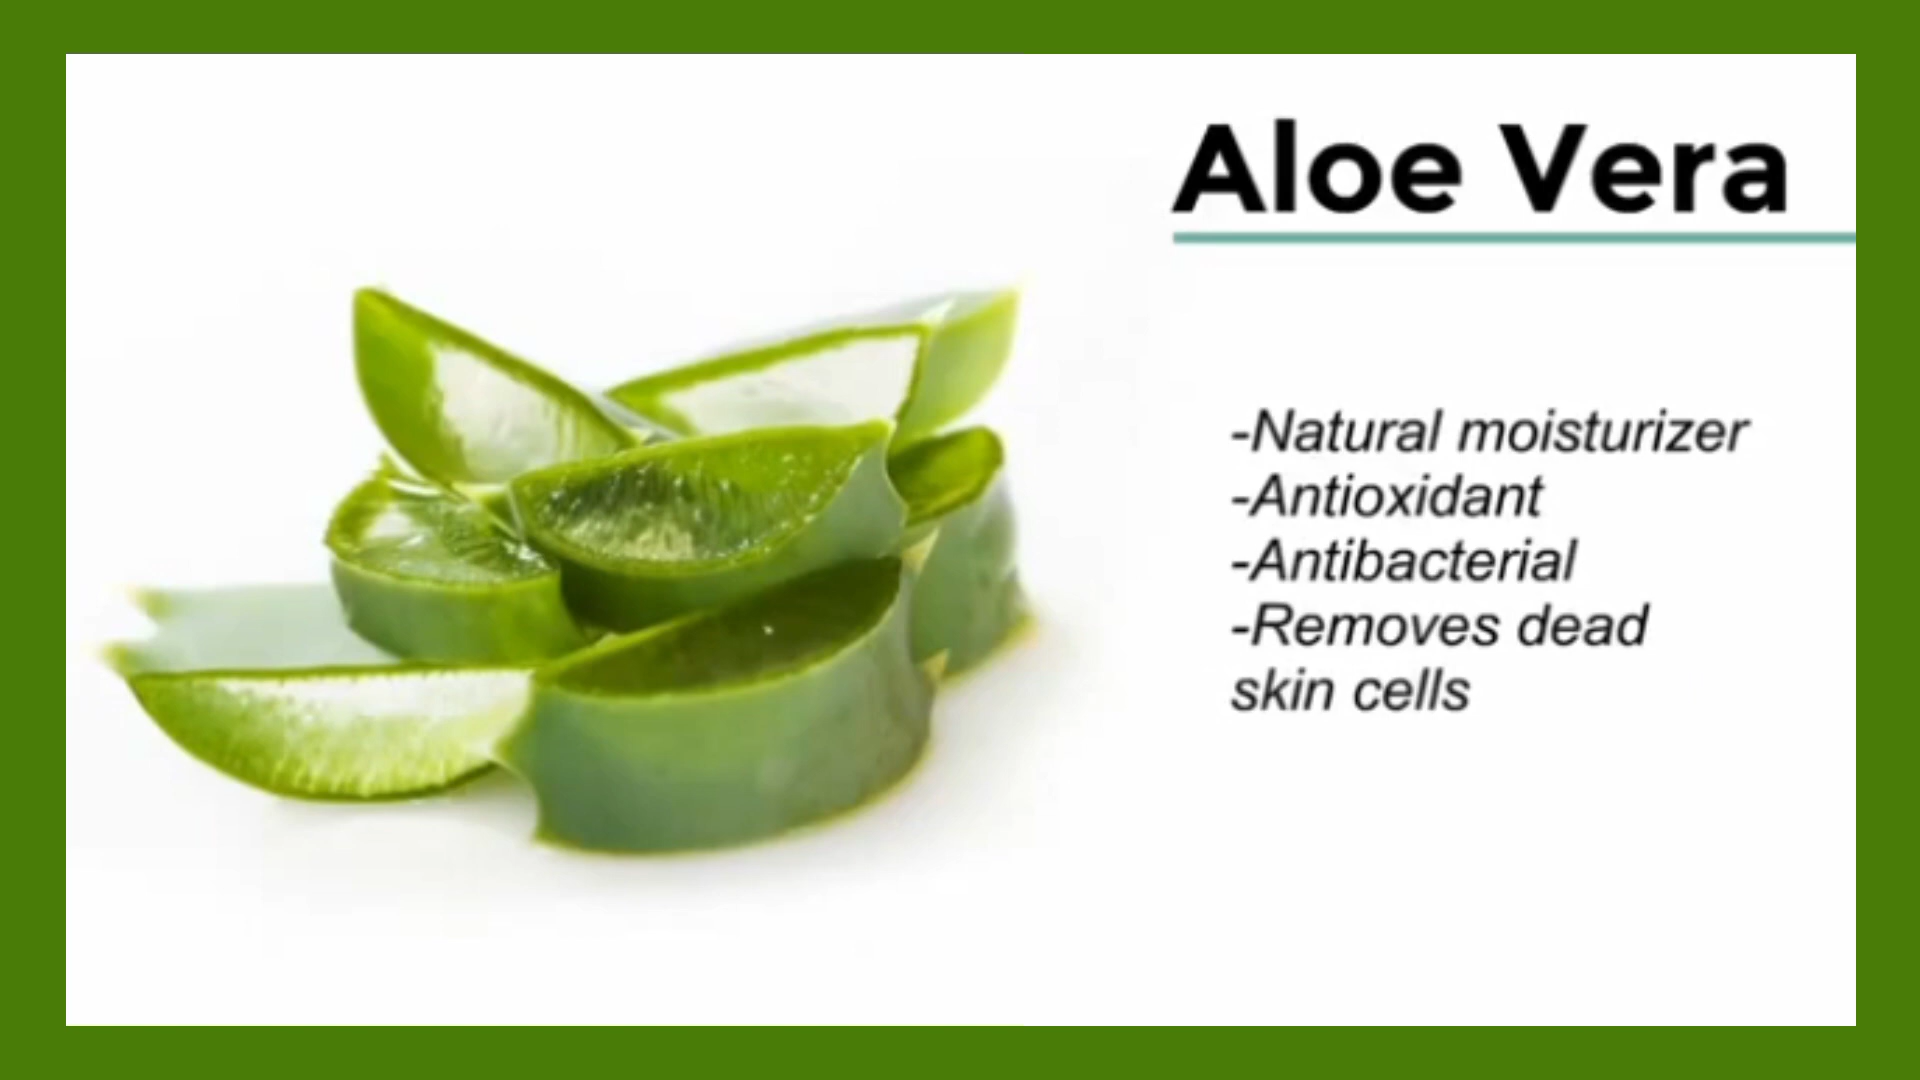 Aloe Vera
-Natural moisturizer
-Antioxidant
-Antibacterial
-Removes dead
skin cells